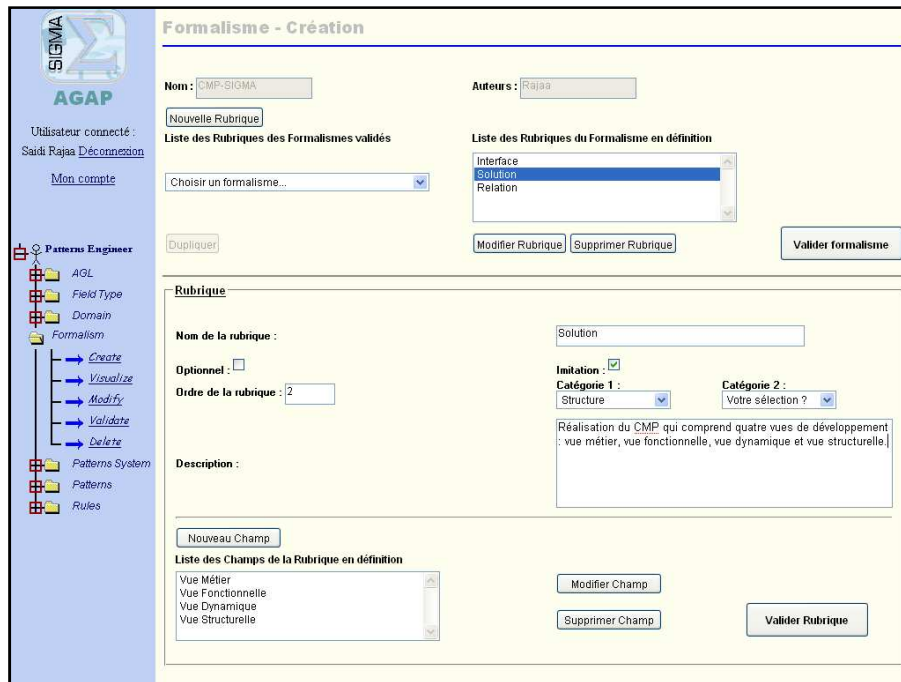 SIGMA
AGAP
Utilisateur connecté :
Saidi Rajaa Déconnexion
Mon compte
Patterns Engineer
AGL
Field Type
Domain
Formalism
Create
Visualize
Modify
Validate
Delete
Patterns System
Patterns
Rules
Formalisme - Création
Nom : CMP-SIGMA Auteurs : Rajaa
Nouvelle Rubrique
Liste des Rubriques des Formalismes validés Liste des Rubriques du Formalisme en définition
Choisir un formalisme...
Interface
Solution
Relation
Dupliquer Modifier Rubrique Supprimer Rubrique Valider formalisme
Rubrique
Nom de la rubrique : Solution
Optionnel : Imitation :
Ordre de la rubrique : 2
Catégorie 1 : Catégorie 2 :
Structure Votre sélection ?
Description :
Réalisation du CMP qui comprend quatre vues de développement
: vue métier, vue fonctionnelle, vue dynamique et vue structurelle.
Nouveau Champ
Liste des Champs de la Rubrique en définition
Vue Métier
Vue Fonctionnelle
Vue Dynamique
Vue Structurelle
Modifier Champ
Supprimer Champ Valider Rubrique